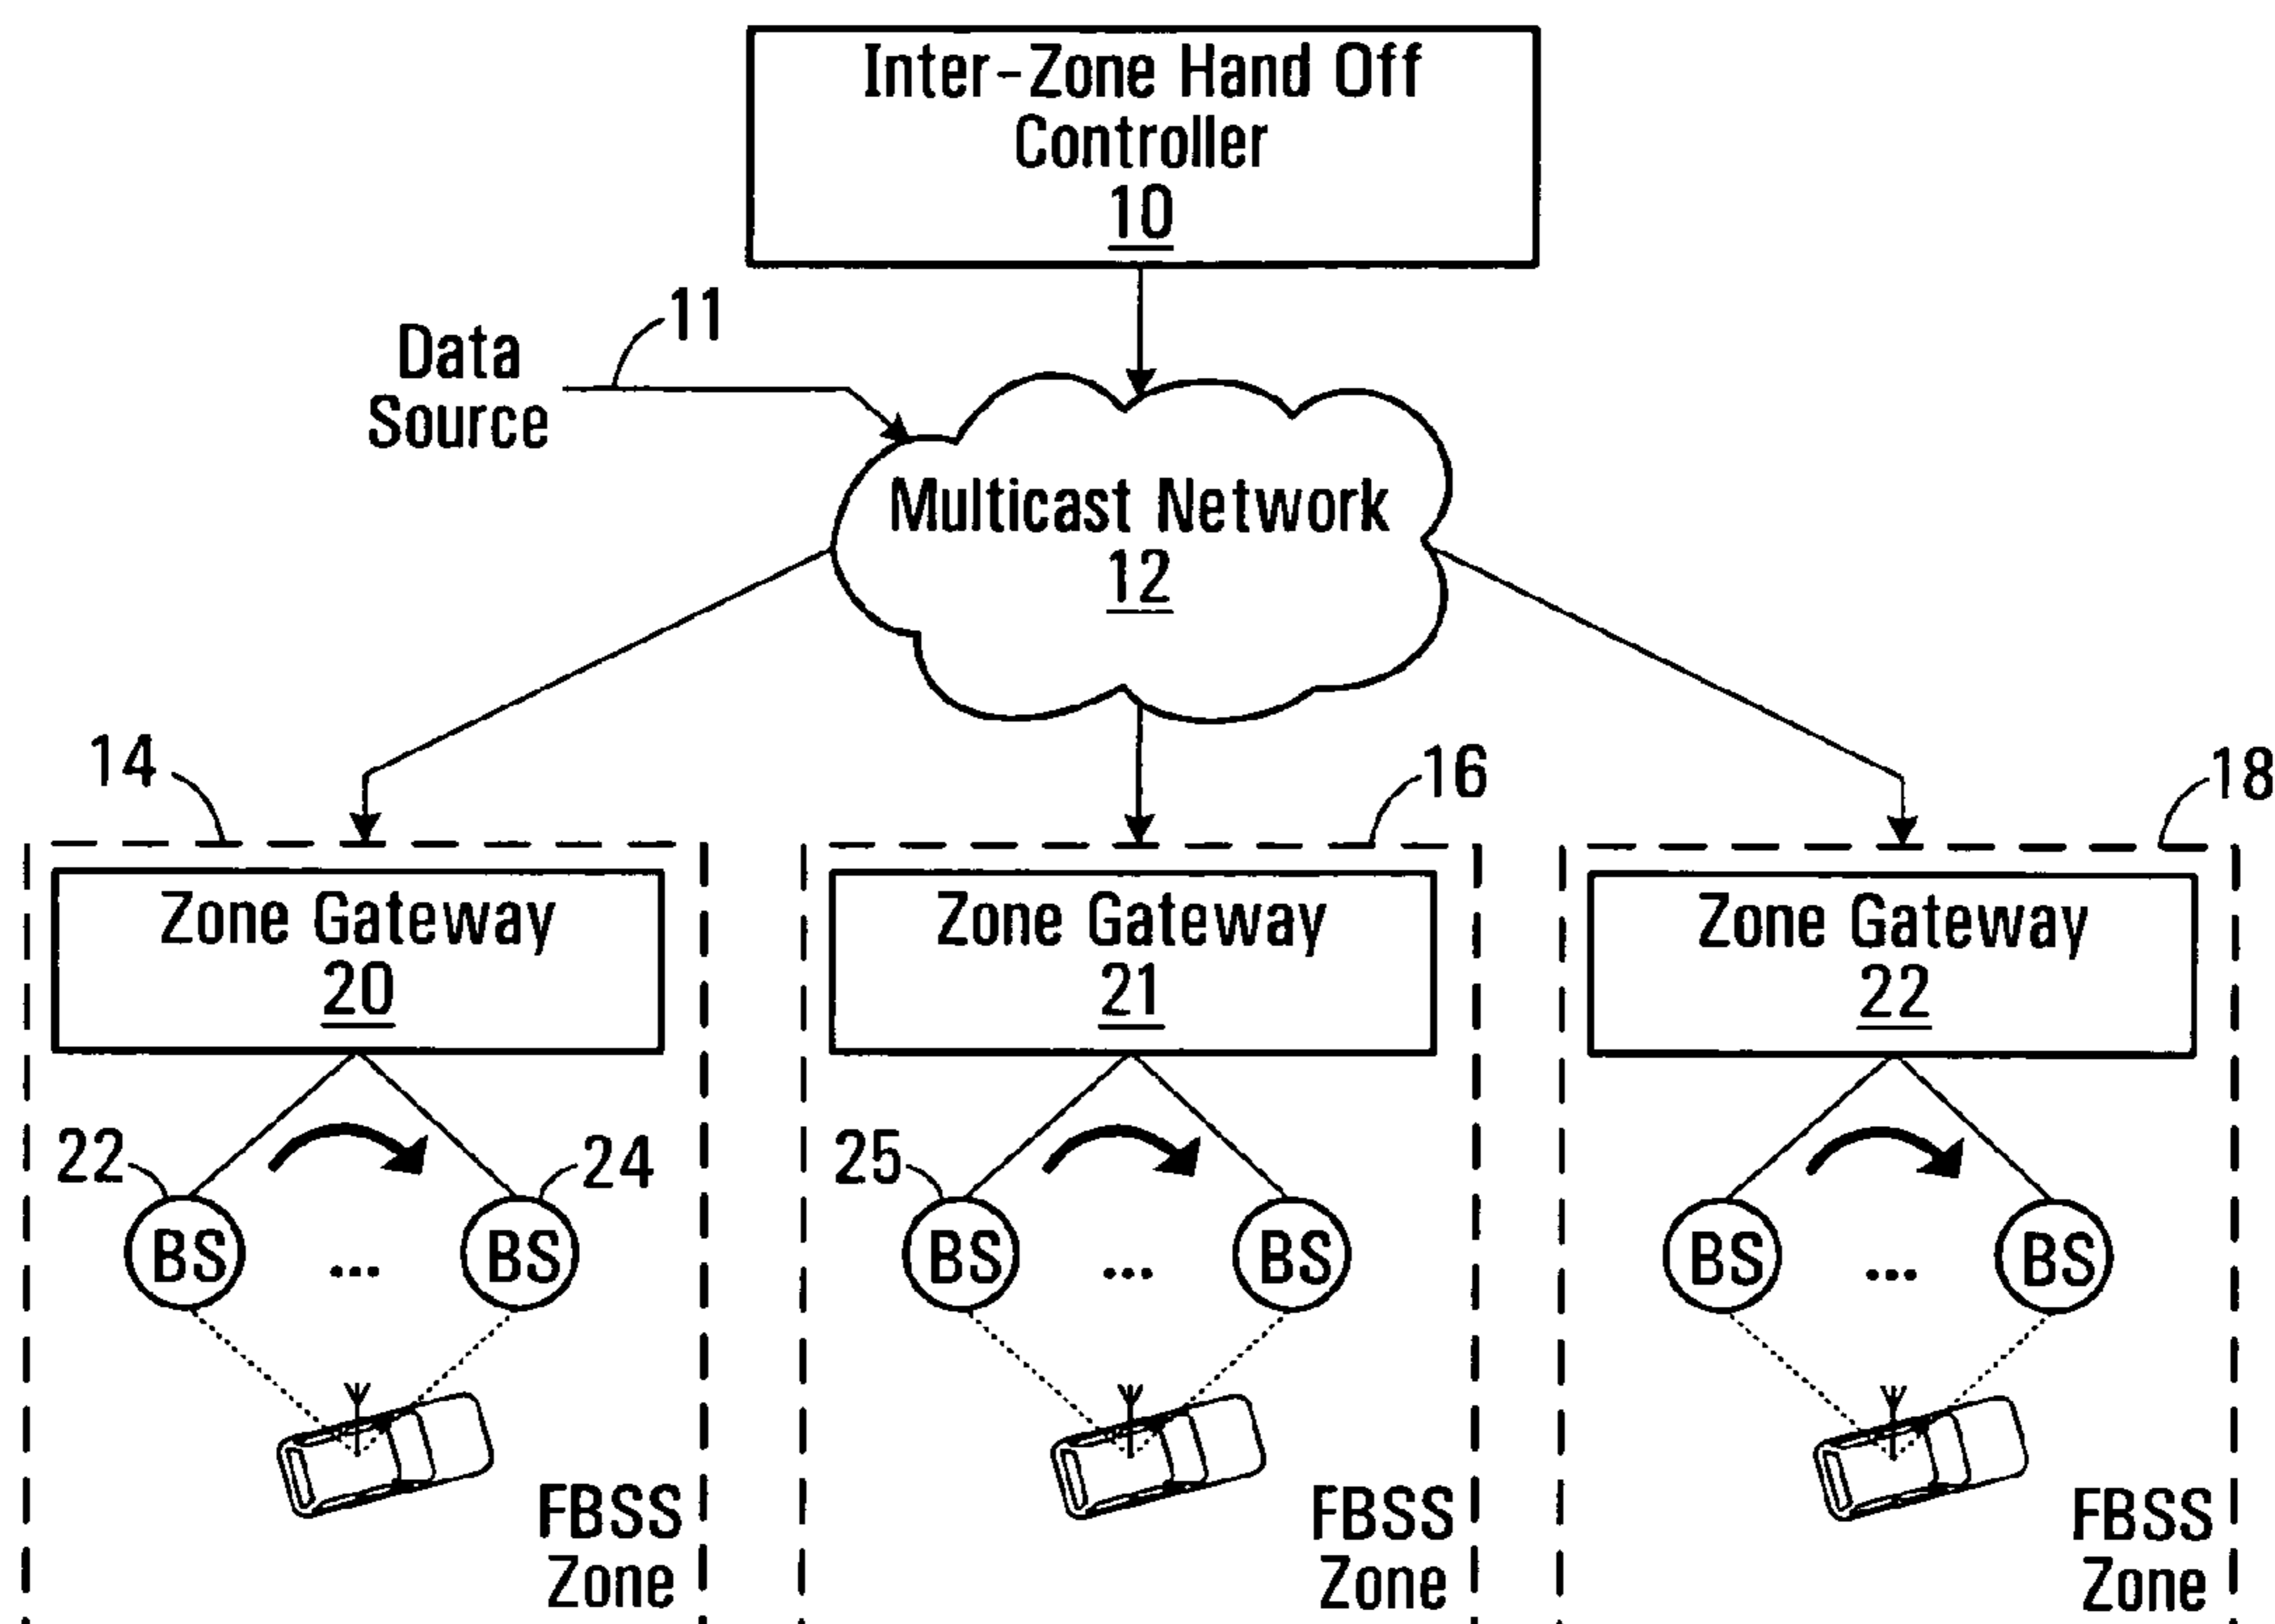 Inter-Zone Hand Off
Controller
10
11
Data
Source
Multicast Network
12
14
16
18
Zone Gateway
20
Zone Gateway
21
Zone Gateway
22
22
24
25
BS
...
BS
BS
...
BS
BS
...
BS
FBSS
Zone
FBSS
Zone
FBSS
Zone